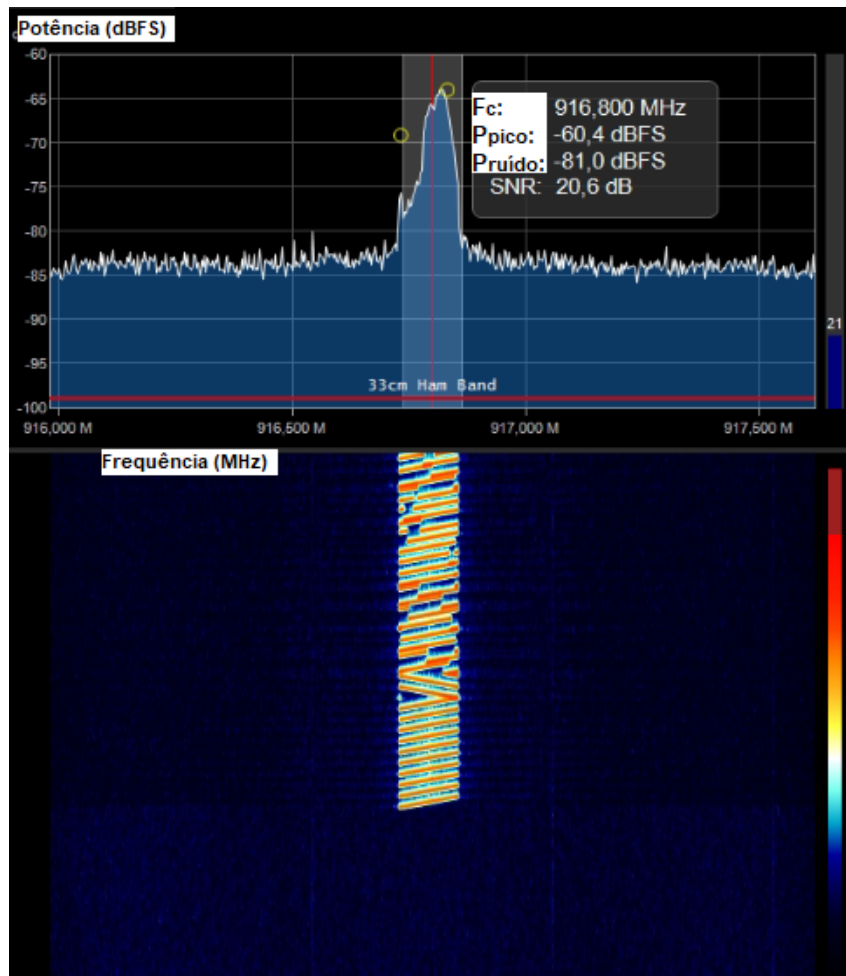 Potência (dBFS)
-60
-65
-70
-75
-80
-85
-90
-95
-100
Fc: 916,800 MHz
Ppico: -60,4 dBFS
Pruído: -81,0 dBFS
SNR: 20,6 dB
21
33cm Ham Band
916,000 M 916,500 M 917,000 M 917,500 M
Frequência (MHz)